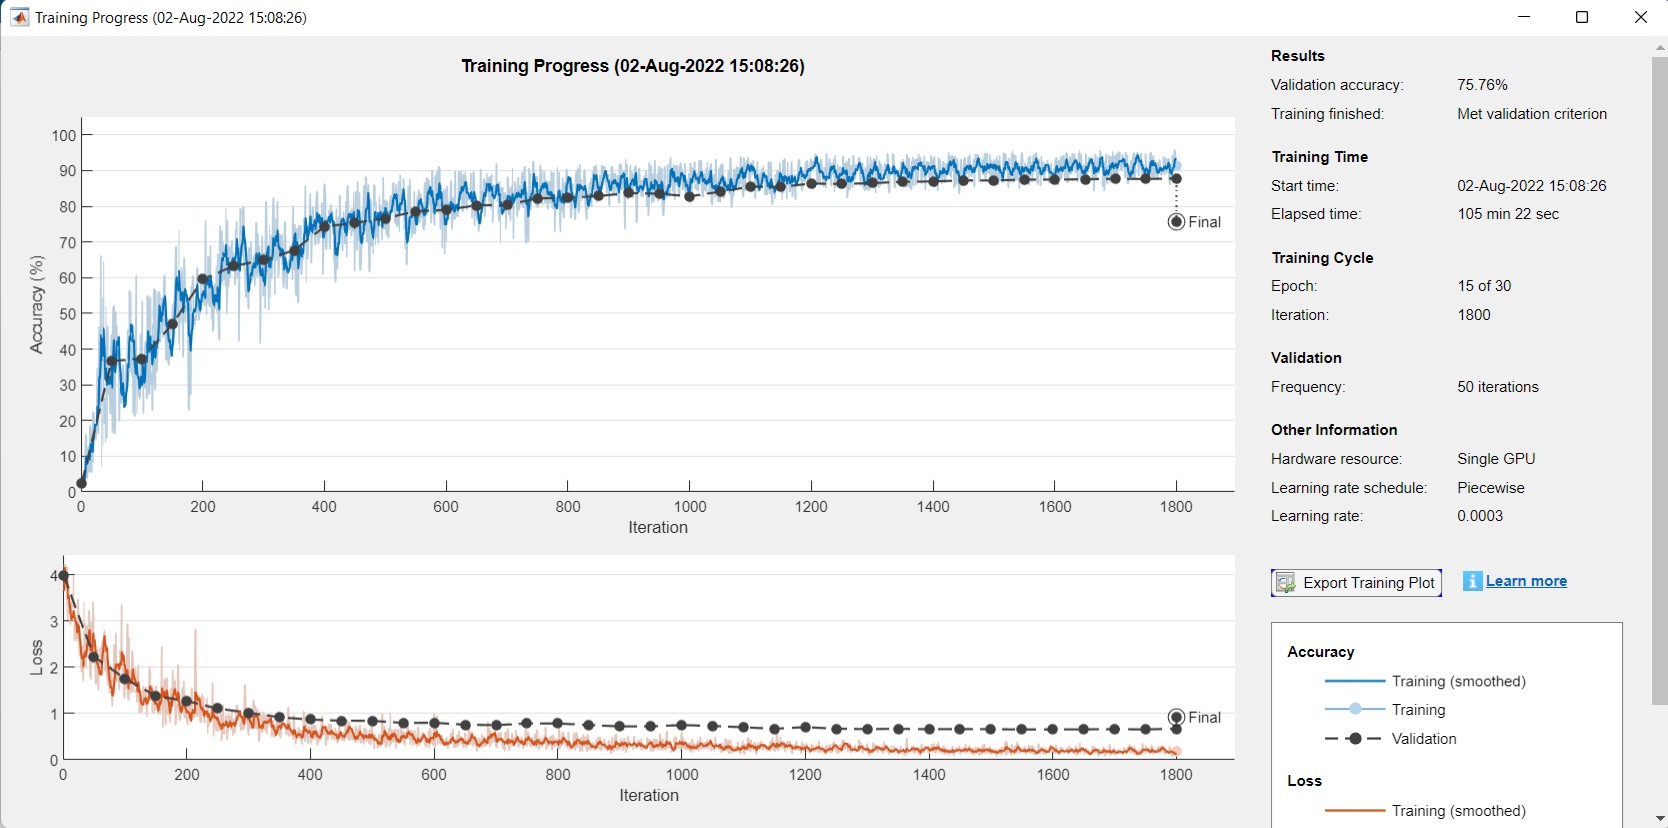 Training Progress (02-Aug-2022 15:08:26)
Training Progress (02-Aug-2022 15:08:26)
100
90
80
70
60
50
40
30
20
10
0
Accuracy (%)
Final
0 200 400 600 800 1000 1200 1400 1600 1800
Iteration
4
3
2
1
0
Loss
Final
0 200 400 600 800 1000 1200 1400 1600 1800
Iteration
Results
Validation accuracy: 75.76%
Training finished: Met validation criterion
Training Time
Start time: 02-Aug-2022 15:08:26
Elapsed time: 105 min 22 sec
Training Cycle
Epoch: 15 of 30
Iteration: 1800
Validation
Frequency: 50 iterations
Other Information
Hardware resource: Single GPU
Learning rate schedule: Piecewise
Learning rate: 0.0003
Export Training Plot i Learn more
Accuracy
Training (smoothed)
Training
Validation
Loss
Training (smoothed)